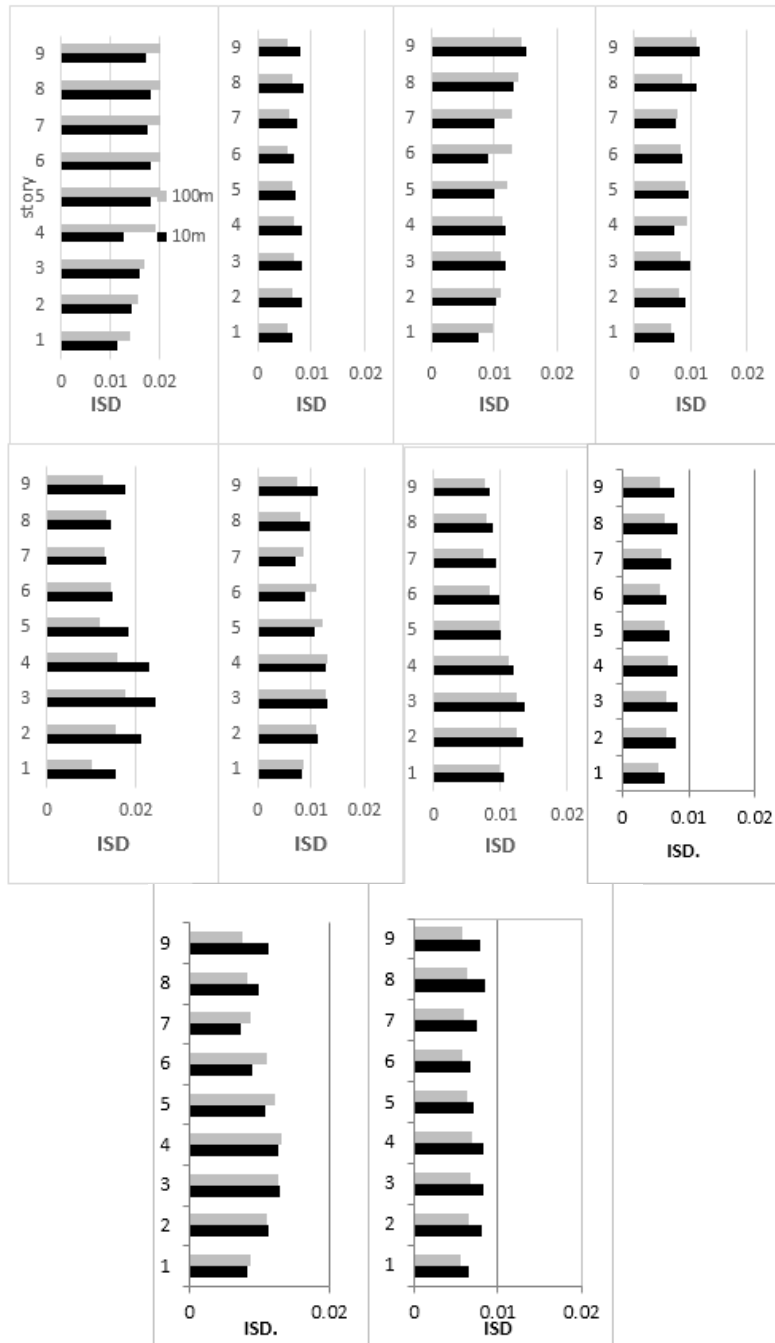 9 9 9 9
8 8 8 8
7 7 7 7
6 6 6 6
story 5 100m 5 5 5
4 10m 4 4 4
3 3 3 3
2 2 2 2
1 1 1 1
0 0.01 0.02 0 0.01 0.02 0 0.01 0.02 0 0.01 0.02
ISD ISD ISD ISD
9 9 9 9
8 8 8 8
7 7 7 7
6 6 6 6
5 5 5 5
4 4 4 4
3 3 3 3
2 2 2 2
1 1 1 1
0 0.02 0 0.01 0.02 0 0.01 0.02 0 0.01 0.02
ISD ISD ISD ISD.
9 9
8 8
7 7
6 6
5 5
4 4
3 3
2 2
1 1
0 0.02 0 0.01 0.02
ISD. ISD